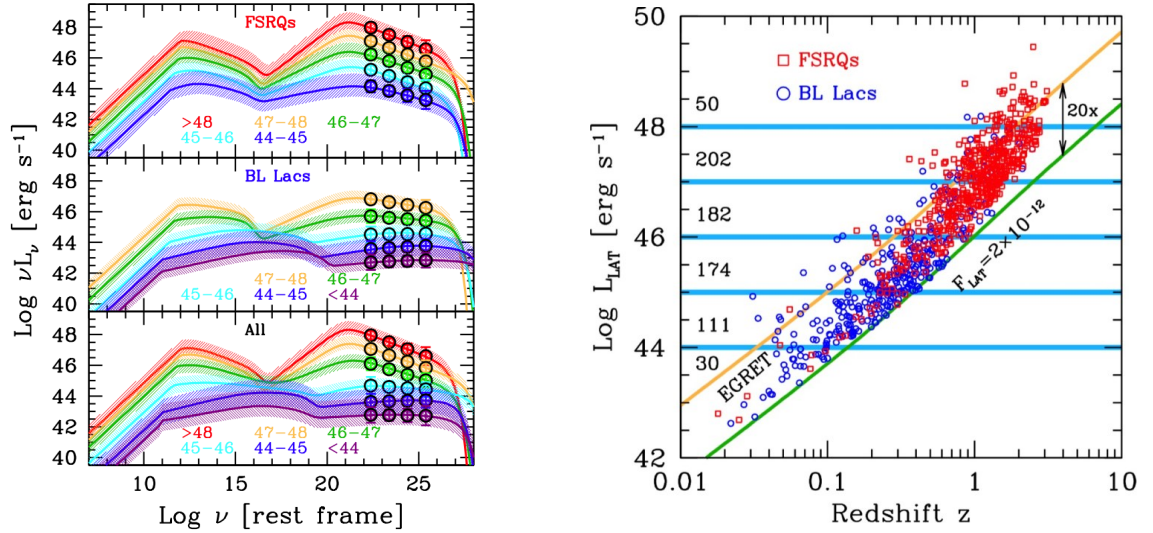 FSRQs
48
46
44
42
40
>48 47-48 46-47
45-46 44-45
BL Lacs
48
46
44
42
40
47-48 46-47
45-46 44-45 <44
All
48
46
44
42
40
>48 47-48 46-47
45-46 44-45 <44
10 15 20 25
Log ν [rest frame]
Log νLν [erg s⁻¹]
50
48
46
44
42
Log L_LAT [erg s⁻¹]
FSRQs
BL Lacs
50
202
182
174
111
30
20x
EGRET
F_LAT=2×10⁻¹²
0.01 0.1 1 10
Redshift z